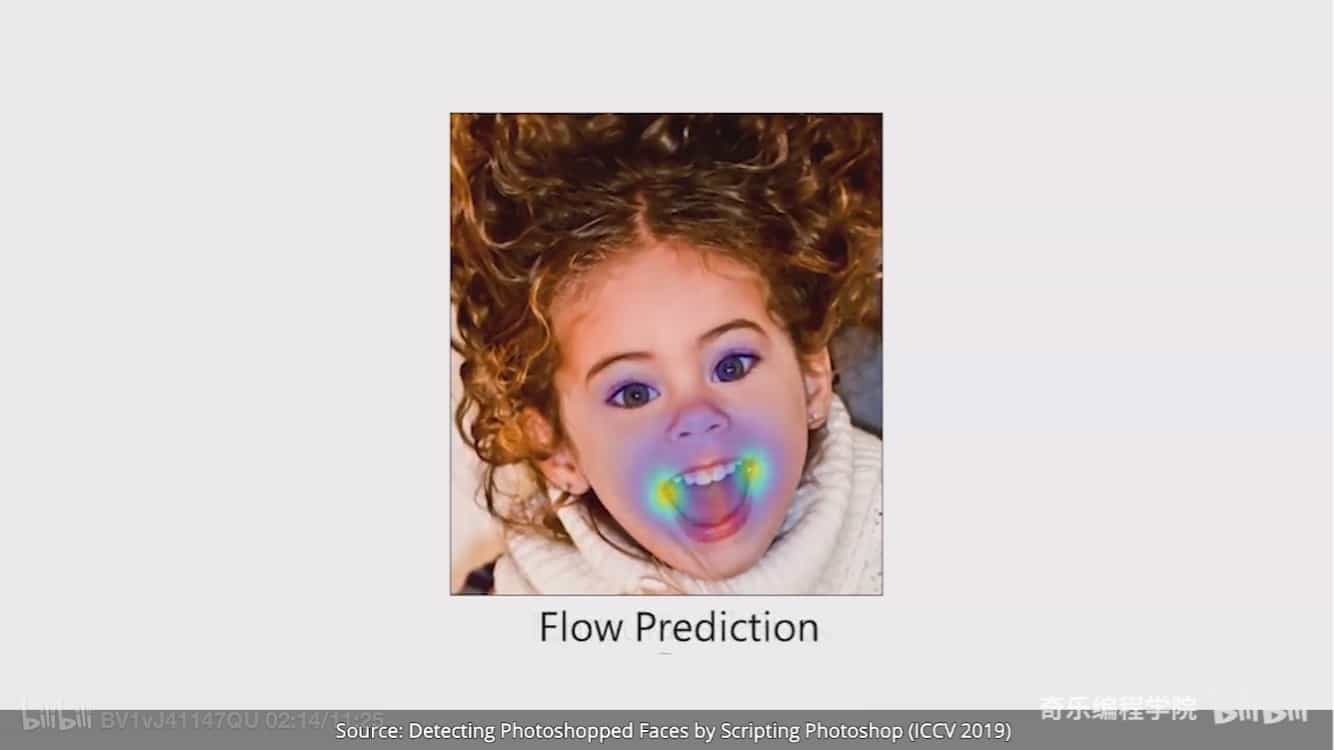 Flow Prediction
奇乐编程学院 bilibili
bilibili BV1vJ41147QU 02:14/11:25
Source: Detecting Photoshopped Faces by Scripting Photoshop (ICCV 2019)